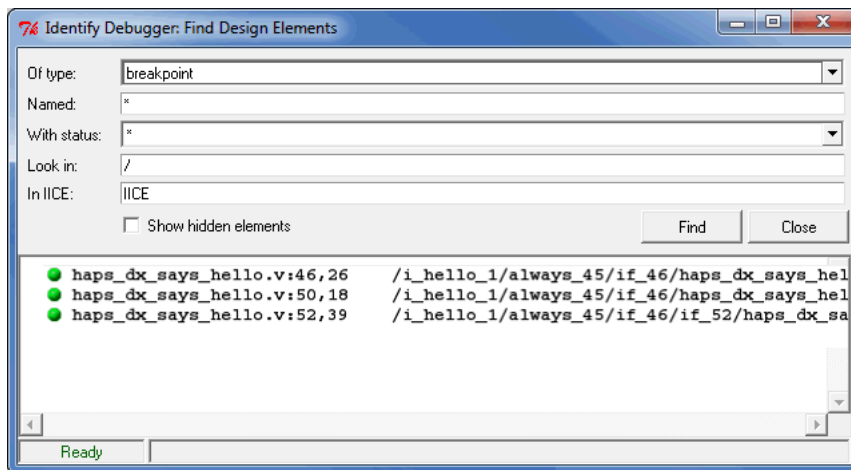 Identify Debugger: Find Design Elements
Of type: breakpoint
Named: *
With status: *
Look in: /
In IICE: IICE
Show hidden elements Find Close
haps_dx_says_hello.v:46,26 /i_hello_1/always_45/if_46/haps_dx_says_hel
haps_dx_says_hello.v:50,18 /i_hello_1/always_45/if_46/haps_dx_says_hel
haps_dx_says_hello.v:52,39 /i_hello_1/always_45/if_46/if_52/haps_dx_sa
Ready